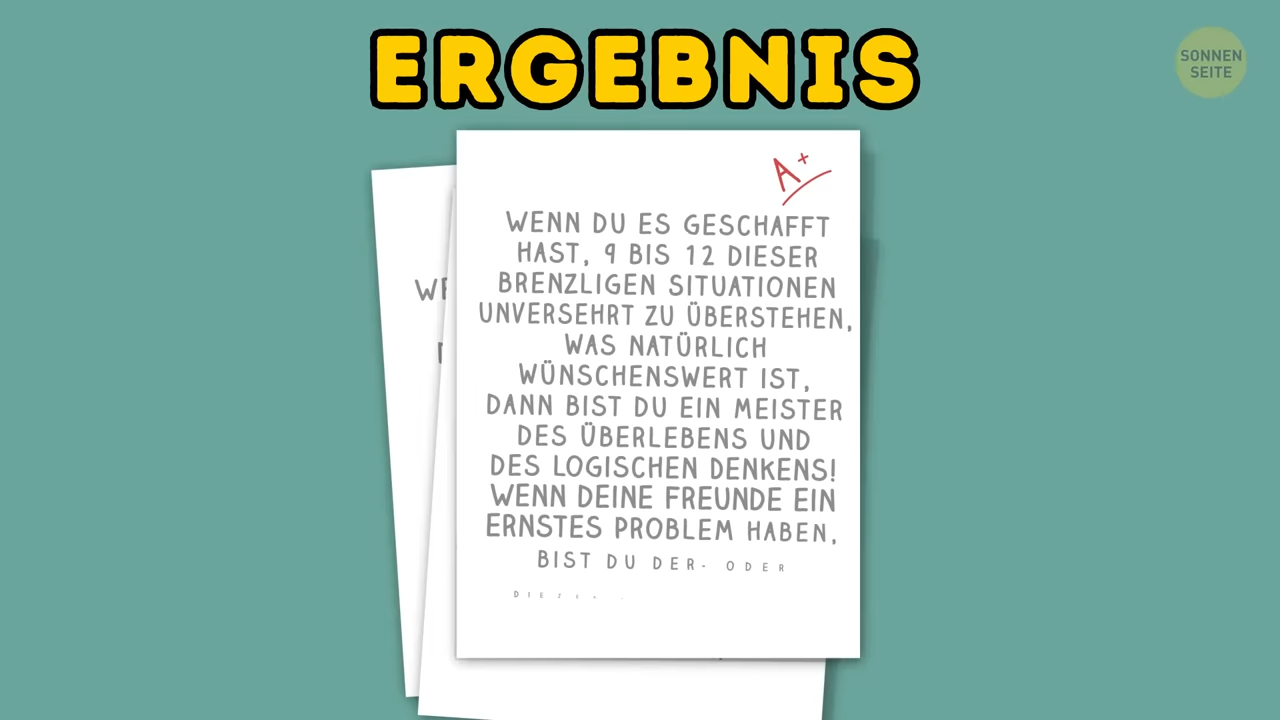 ERGEBNIS
SONNEN
SEITE
A+
WENN DU ES GESCHAFFT
HAST, 9 BIS 12 DIESER
BRENZLIGEN SITUATIONEN
UNVERSEHRT ZU ÜBERSTEHEN,
WAS NATÜRLICH
WÜNSCHENSWERT IST,
DANN BIST DU EIN MEISTER
DES ÜBERLEBENS UND
DES LOGISCHEN DENKENS!
WENN DEINE FREUNDE EIN
ERNSTES PROBLEM HABEN,
BIST DU DER- ODER
WE